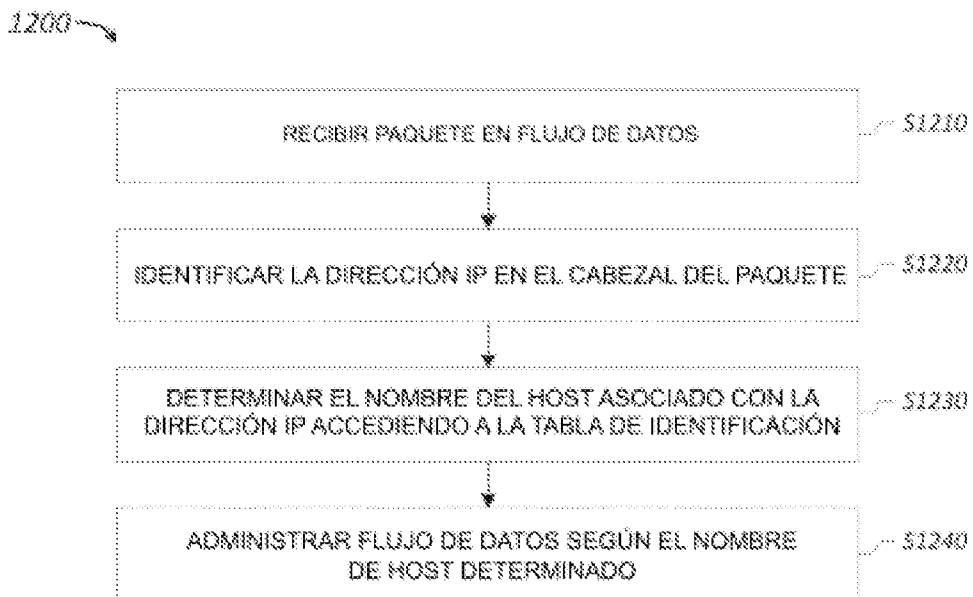 1200
RECIBIR PAQUETE EN FLUJO DE DATOS
S1210
IDENTIFICAR LA DIRECCIÓN IP EN EL CABEZAL DEL PAQUETE
S1220
DETERMINAR EL NOMBRE DEL HOST ASOCIADO CON LA
DIRECCIÓN IP ACCEDIENDO A LA TABLA DE IDENTIFICACIÓN
S1230
ADMINISTRAR FLUJO DE DATOS SEGÚN EL NOMBRE
DE HOST DETERMINADO
S1240